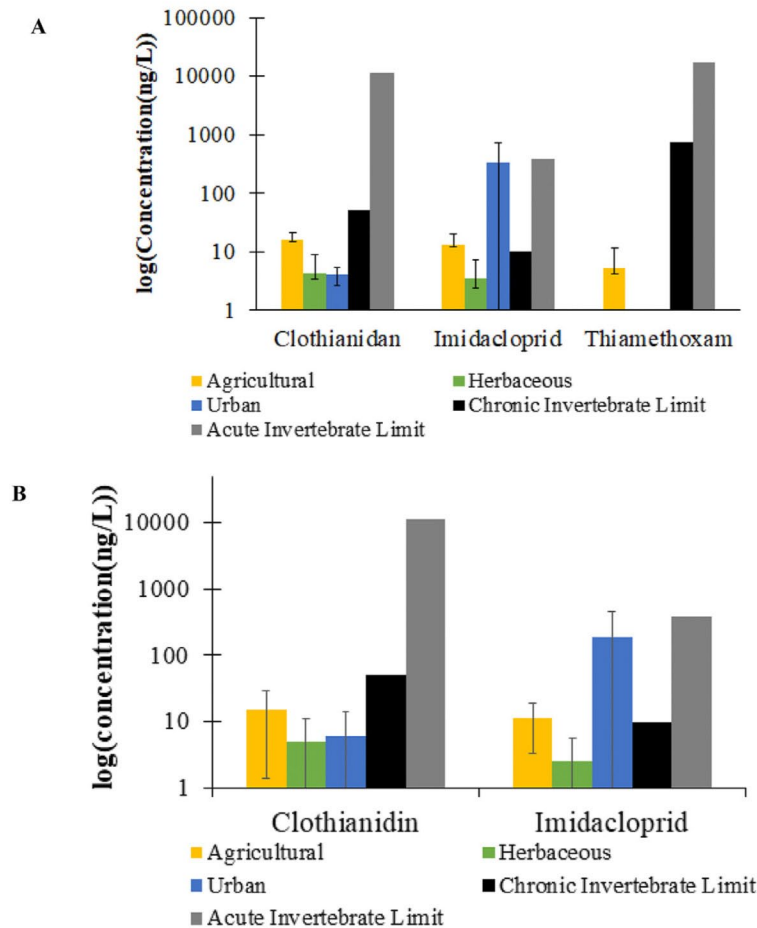 A
log(Concentration(ng/L))
100000
10000
1000
100
10
1
Clothianidan
Imidacloprid
Thiamethoxam
Agricultural
Herbaceous
Urban
Chronic Invertebrate Limit
Acute Invertebrate Limit
B
log(concentration(ng/L))
10000
1000
100
10
1
Clothianidin
Imidacloprid
Agricultural
Herbaceous
Urban
Chronic Invertebrate Limit
Acute Invertebrate Limit